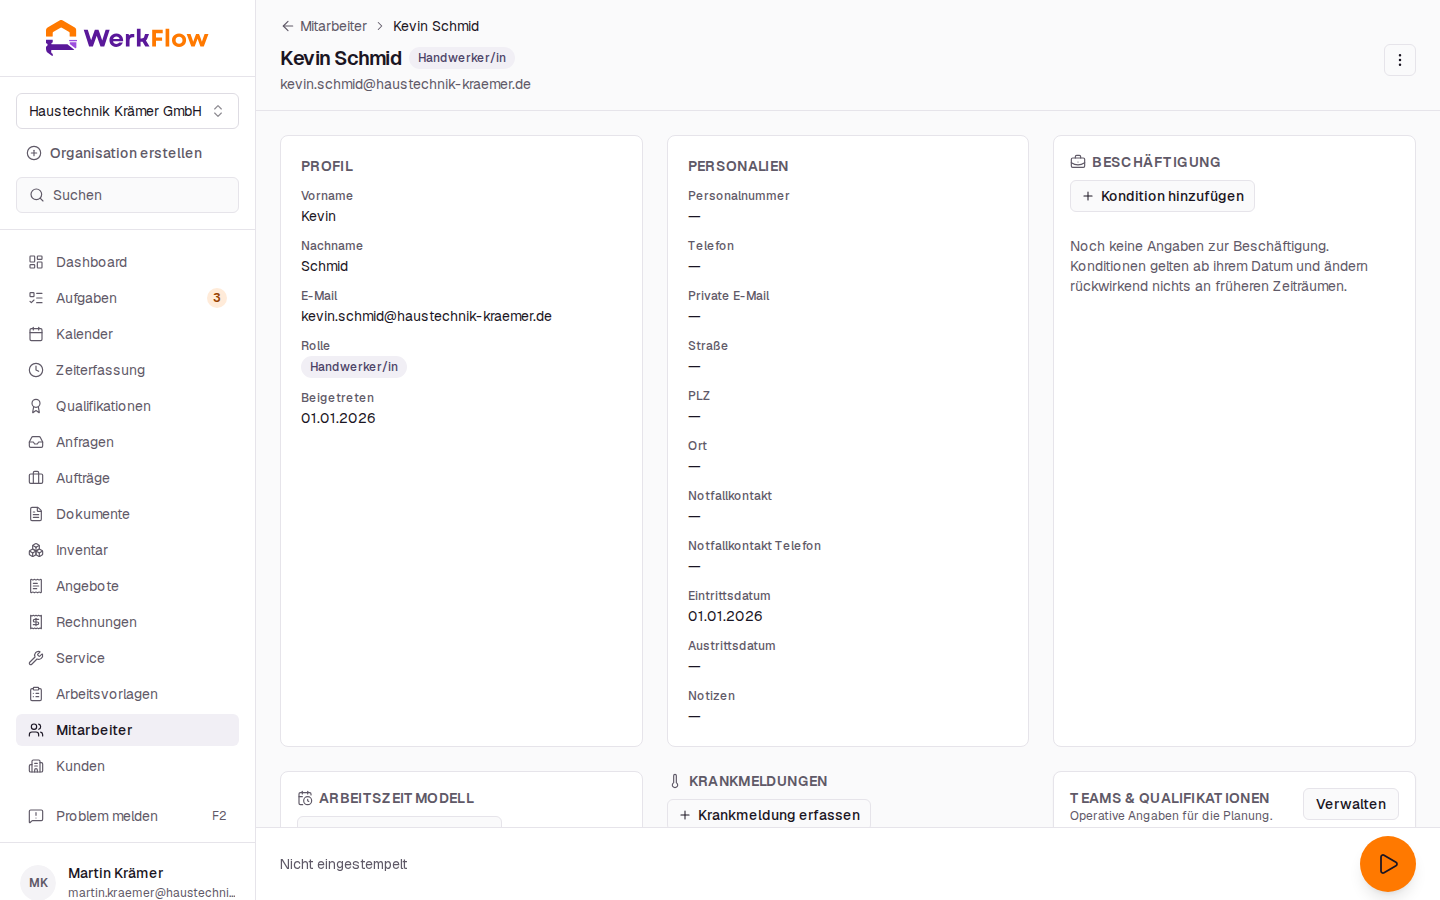 WerkFlow
Haustechnik Krämer GmbH
Organisation erstellen
Suchen
Dashboard
Aufgaben 3
Kalender
Zeiterfassung
Qualifikationen
Anfragen
Aufträge
Dokumente
Inventar
Angebote
Rechnungen
Service
Arbeitsvorlagen
Mitarbeiter
Kunden
Problem melden F2
MK
Martin Krämer
martin.kraemer@haustechni...
Mitarbeiter > Kevin Schmid
Kevin Schmid Handwerker/in
kevin.schmid@haustechnik-kraemer.de
PROFIL
Vorname
Kevin
Nachname
Schmid
E-Mail
kevin.schmid@haustechnik-kraemer.de
Rolle
Handwerker/in
Beigetreten
01.01.2026
PERSONALIEN
Personalnummer
—
Telefon
—
Private E-Mail
—
Straße
—
PLZ
—
Ort
—
Notfallkontakt
—
Notfallkontakt Telefon
—
Eintrittsdatum
01.01.2026
Austrittsdatum
—
Notizen
—
BESCHÄFTIGUNG
+ Kondition hinzufügen
Noch keine Angaben zur Beschäftigung.
Konditionen gelten ab ihrem Datum und ändern
rückwirkend nichts an früheren Zeiträumen.
ARBEITSZEITMODELL
KRANKMELDUNGEN
+ Krankmeldung erfassen
TEAMS & QUALIFIKATIONEN
Operative Angaben für die Planung.
Verwalten
Nicht eingestempelt